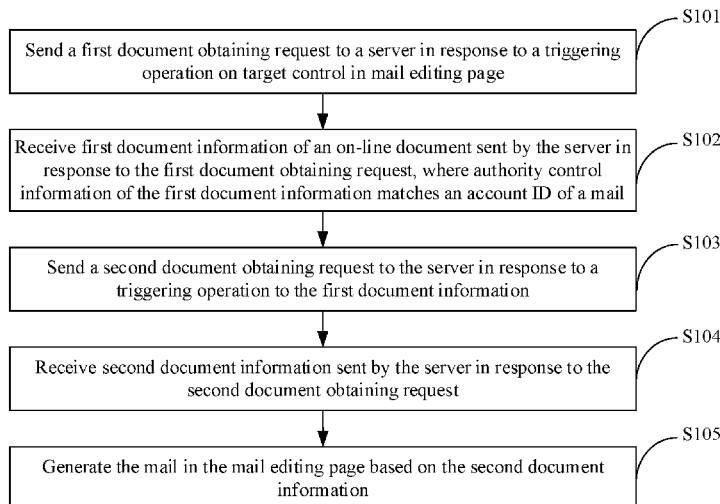 S101
Send a first document obtaining request to a server in response to a triggering
operation on target control in mail editing page
S102
Receive first document information of an on-line document sent by the server in
response to the first document obtaining request, where authority control
information of the first document information matches an account ID of a mail
S103
Send a second document obtaining request to the server in response to a
triggering operation to the first document information
S104
Receive second document information sent by the server in response to the
second document obtaining request
S105
Generate the mail in the mail editing page based on the second document
information